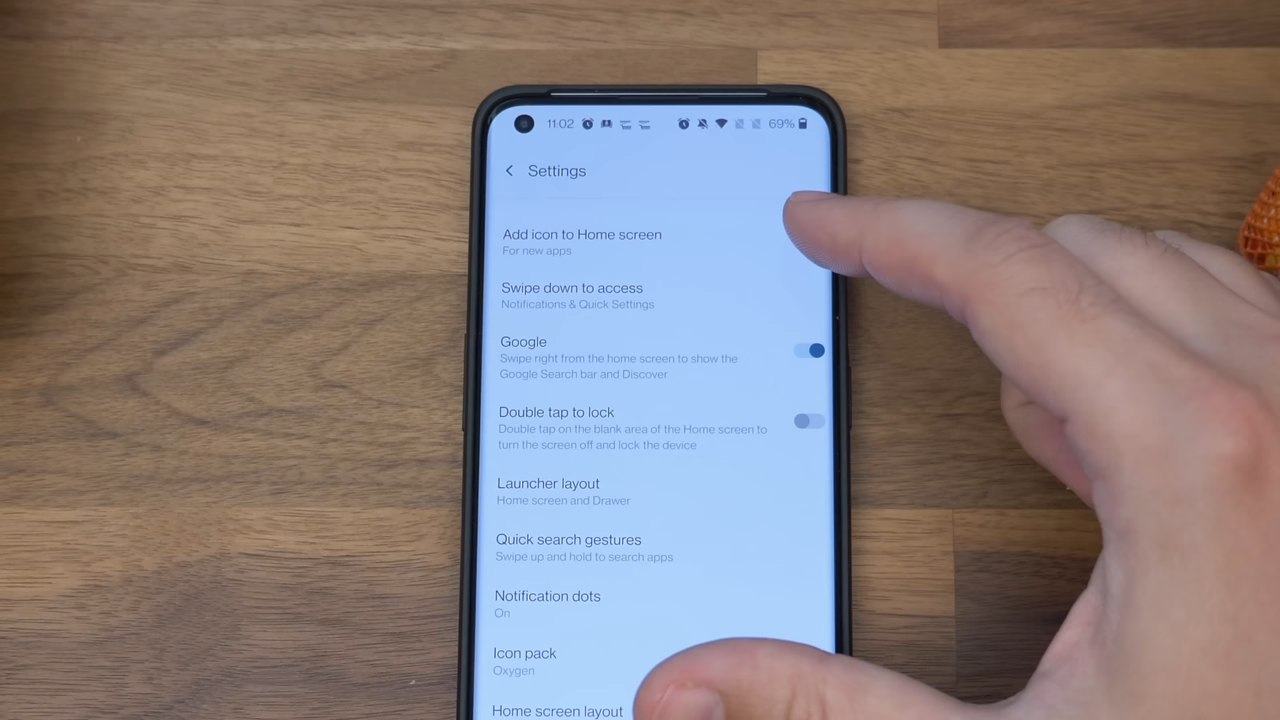 11:02
69%
Settings
Add icon to Home screen
For new apps
Swipe down to access
Notifications & Quick Settings
Google
Swipe right from the home screen to show the
Google Search bar and Discover
Double tap to lock
Double tap on the blank area of the Home screen to
turn the screen off and lock the device
Launcher layout
Home screen and Drawer
Quick search gestures
Swipe up and hold to search apps
Notification dots
On
Icon pack
Oxygen
Home screen layout